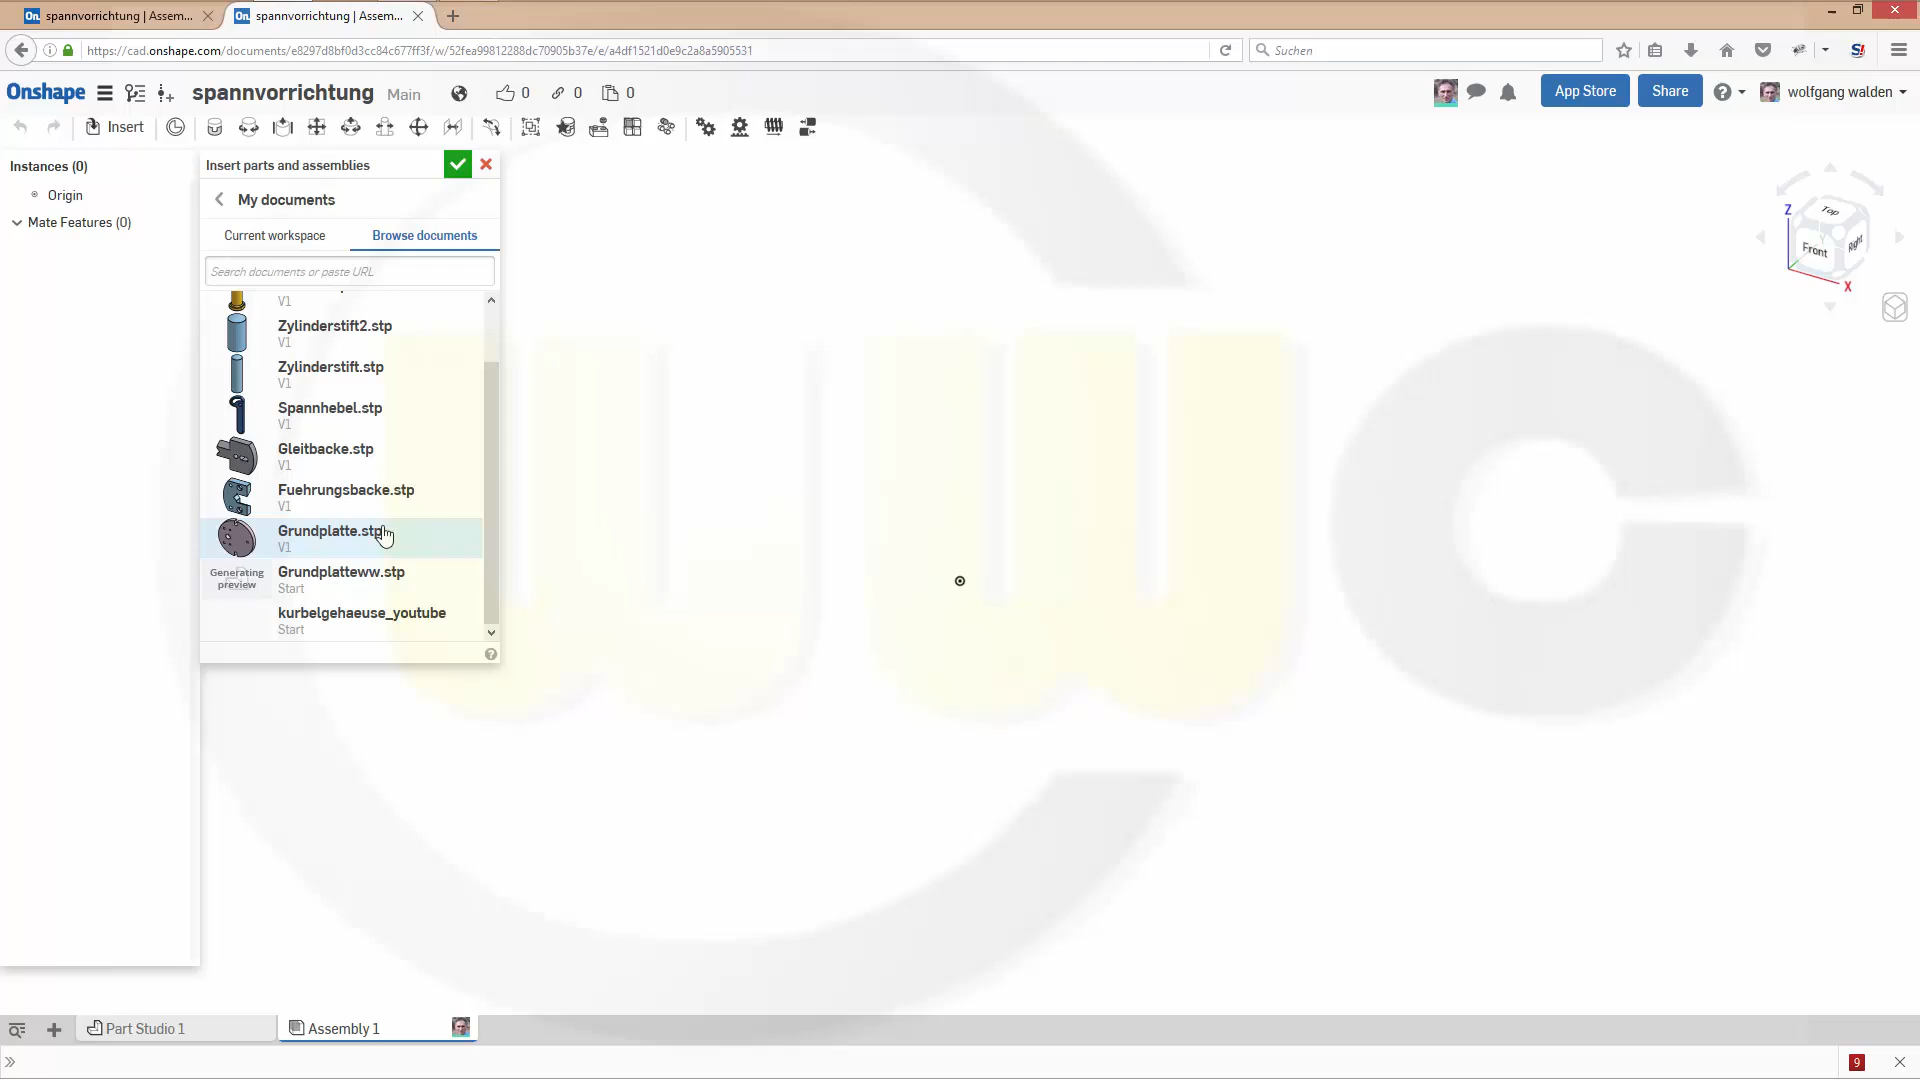 spannvorrichtung | Assem...
spannvorrichtung | Assem...
https://cad.onshape.com/documents/e8297d8bf0d3cc84c677ff3f/w/52fea99812288dc70905b37e/e/a4df1521d0e9c2a8a5905531
Suchen
Onshape
spannvorrichtung Main
0
0
0
App Store
Share
wolfgang walden
Insert
Instances (0)
Origin
Mate Features (0)
Insert parts and assemblies
My documents
Current workspace
Browse documents
Search documents or paste URL
V1
Zylinderstift2.stp
V1
Zylinderstift.stp
V1
Spannhebel.stp
V1
Gleitbacke.stp
V1
Fuehrungsbacke.stp
V1
Grundplatte.stp
V1
Generating preview
Grundplatteww.stp
Start
kurbelgehaeuse_youtube
Start
Z
Top
Front
Right
X
Y
wwc
Part Studio 1
Assembly 1
9